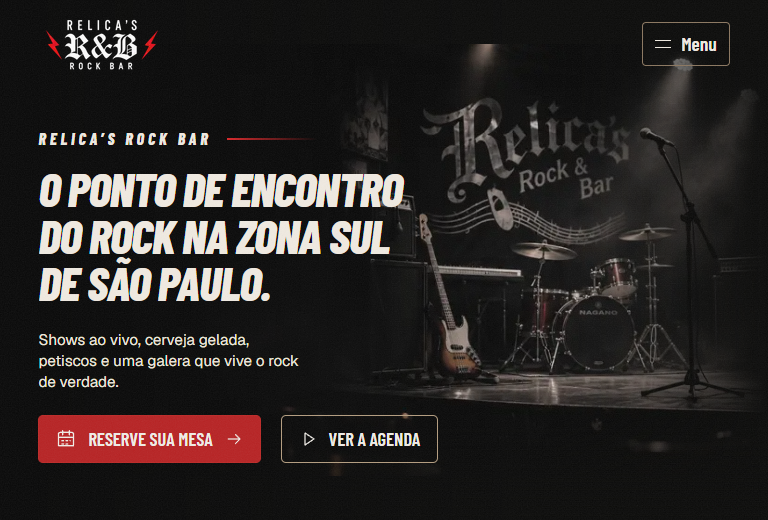 RELICA'S
R&B
ROCK BAR
Menu
RELICA'S ROCK BAR
Relica's
Rock &
Bar
O PONTO DE ENCONTRO
DO ROCK NA ZONA SUL
DE SÃO PAULO.
NAGANO
Shows ao vivo, cerveja gelada,
petiscos e uma galera que vive o rock
de verdade.
RESERVE SUA MESA
VER A AGENDA